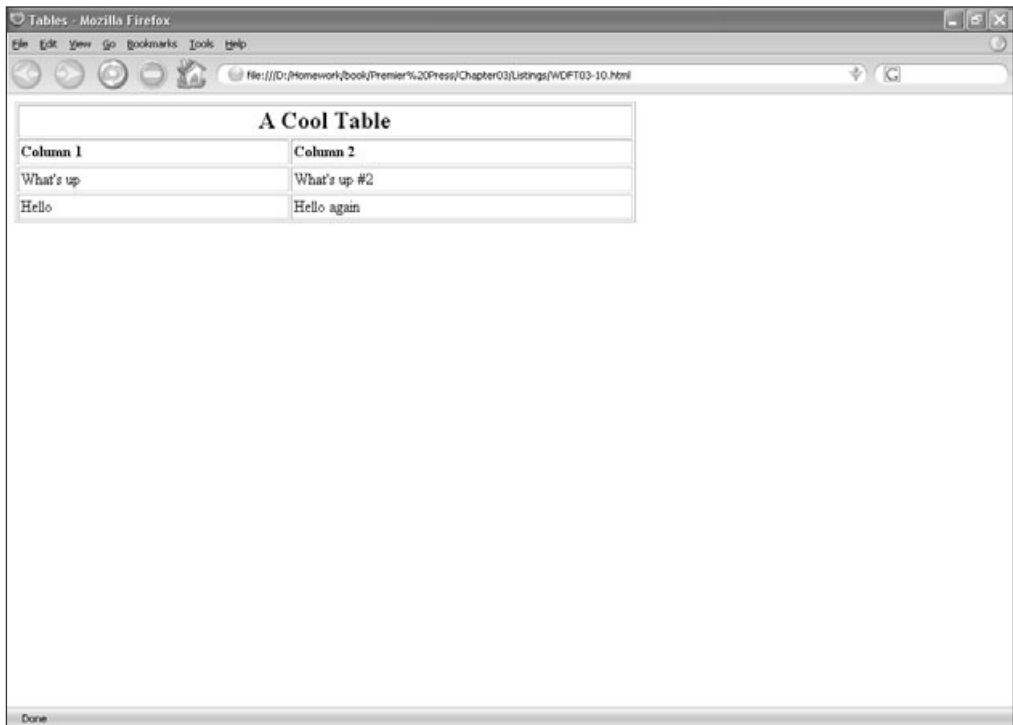 Tables - Mozilla Firefox
File Edit View Go Bookmarks Tools Help
file:///D:/Homework/book/Premier%20Press/Chapter03/Listings/WDFT03-10.html
G
A Cool Table
Column 1 Column 2
What's up What's up #2
Hello Hello again
Done